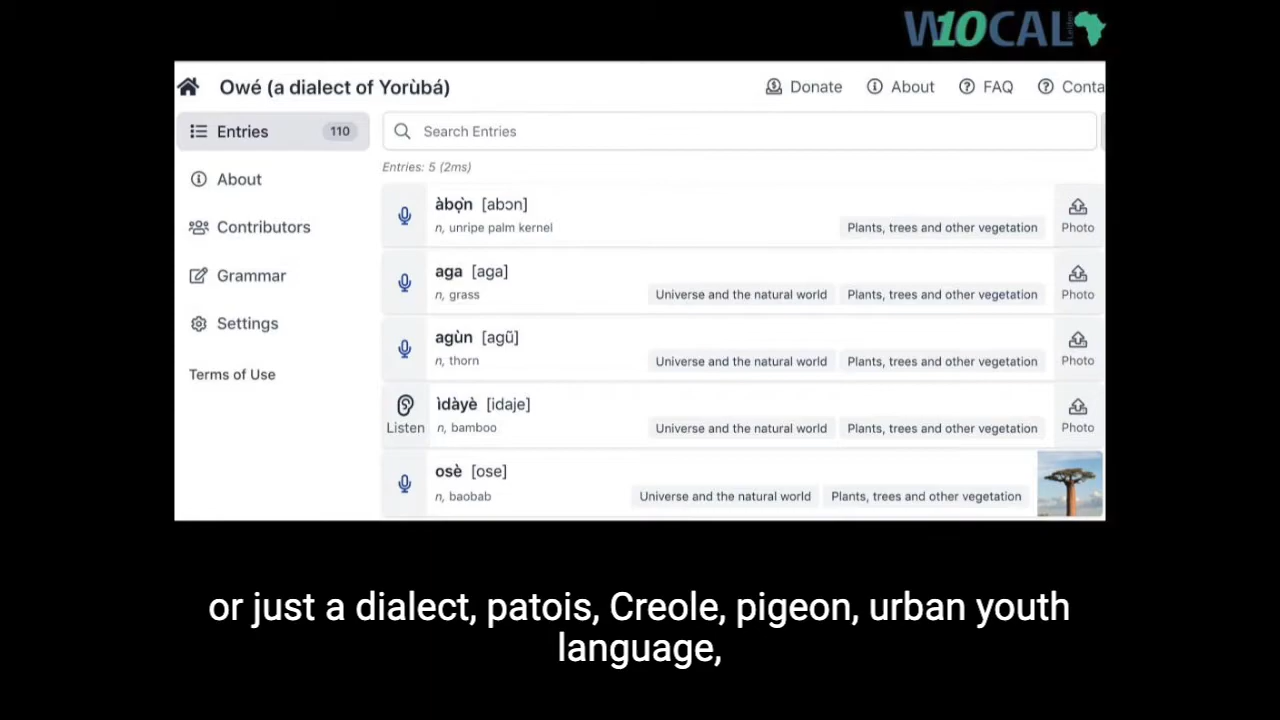 W10CAL
Leiden
Owé (a dialect of Yorùbá)
Donate
About
FAQ
Conta
Entries 110
Search Entries
About
Contributors
Grammar
Settings
Terms of Use
Entries: 5 (2ms)
àbọ̀n [abɔn]
n, unripe palm kernel
Plants, trees and other vegetation
Photo
aga [aga]
n, grass
Universe and the natural world
Plants, trees and other vegetation
Photo
agùn [agũ]
n, thorn
Universe and the natural world
Plants, trees and other vegetation
Photo
Listen
ìdàyè [idaje]
n, bamboo
Universe and the natural world
Plants, trees and other vegetation
Photo
osè [ose]
n, baobab
Universe and the natural world
Plants, trees and other vegetation
or just a dialect, patois, Creole, pigeon, urban youth
language,